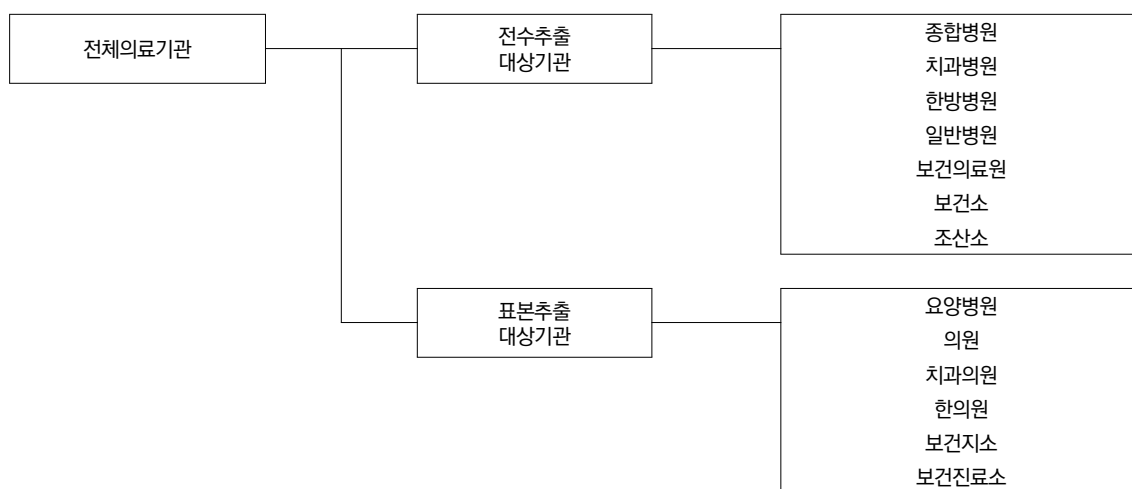 전체의료기관
전수추출
대상기관
종합병원
치과병원
한방병원
일반병원
보건의료원
보건소
조산소
표본추출
대상기관
요양병원
의원
치과의원
한의원
보건지소
보건진료소